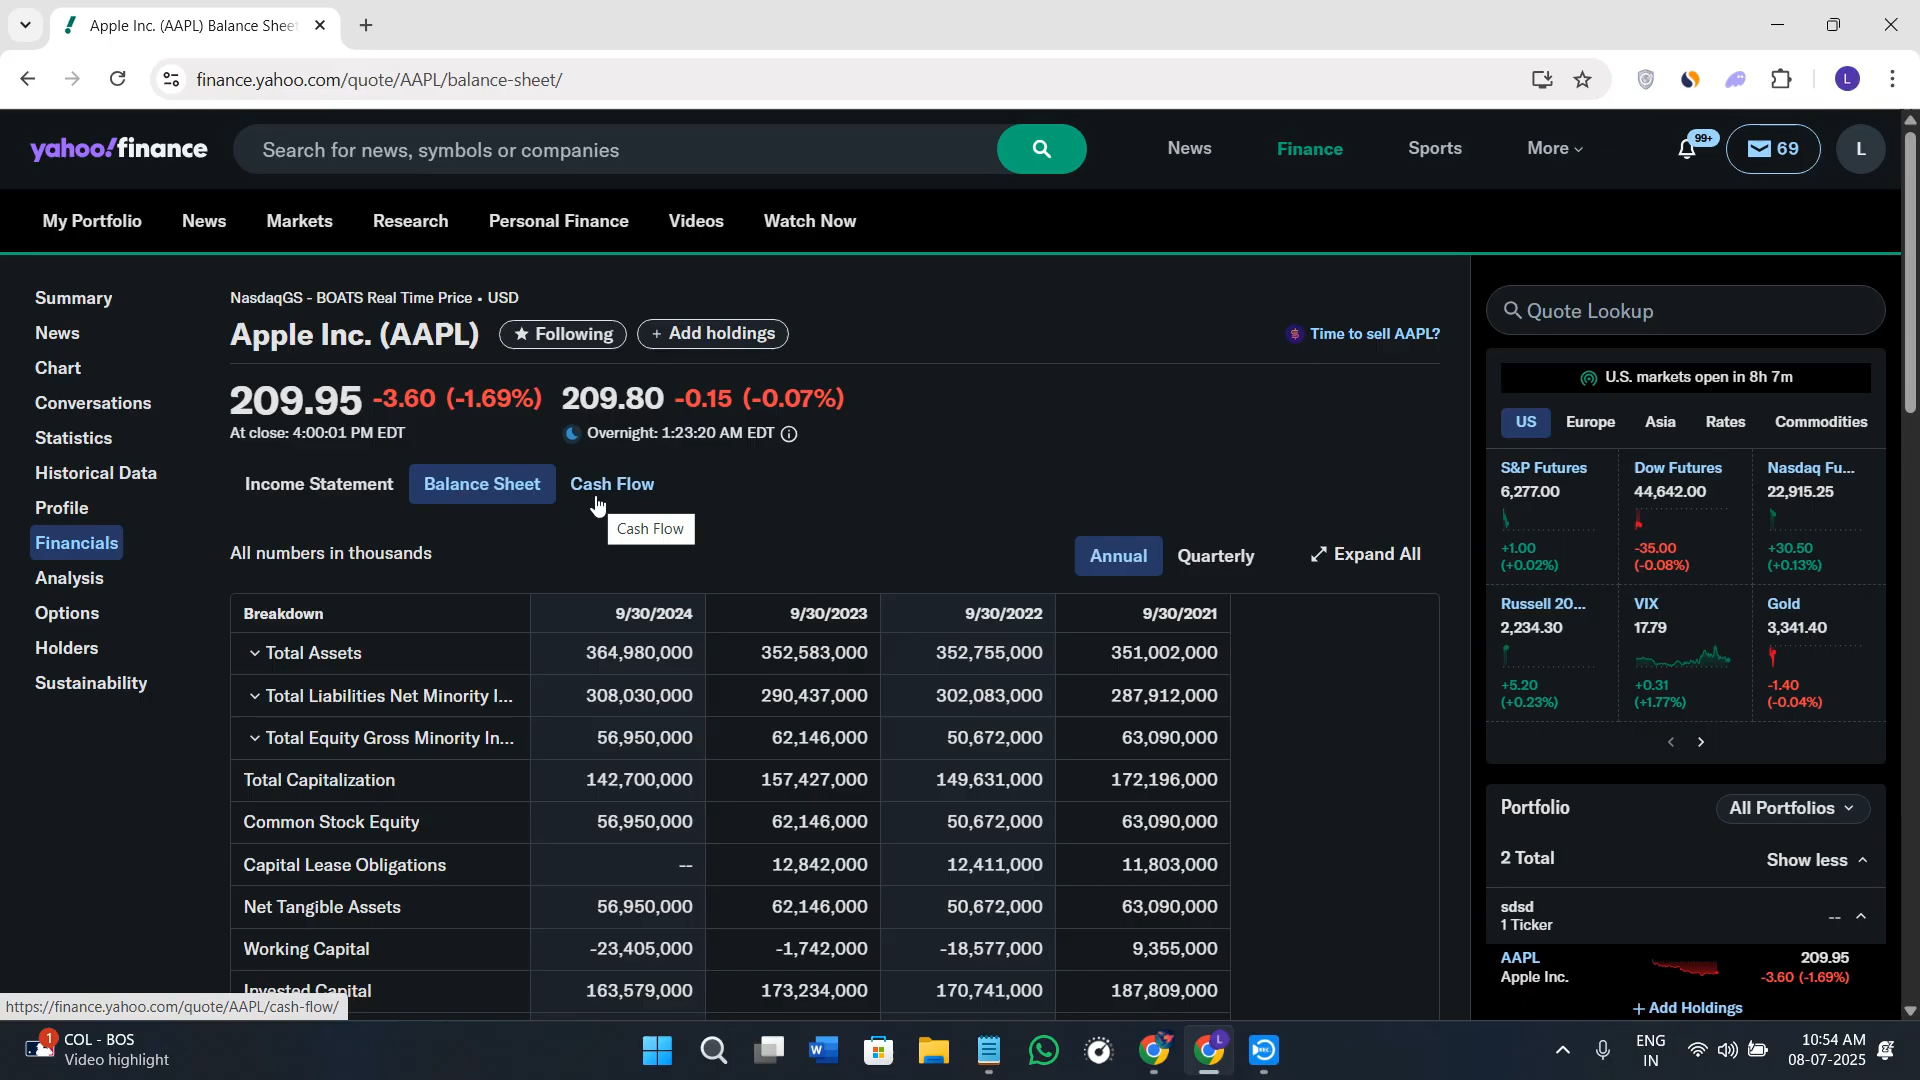 Apple Inc. (AAPL) Balance Sheet
finance.yahoo.com/quote/AAPL/balance-sheet/
L
yahoo!finance
Search for news, symbols or companies
News
Finance
Sports
More
99+
69
L
My Portfolio
News
Markets
Research
Personal Finance
Videos
Watch Now
Summary
News
Chart
Conversations
Statistics
Historical Data
Profile
Financials
Analysis
Options
Holders
Sustainability
NasdaqGS - BOATS Real Time Price • USD
Apple Inc. (AAPL)
Following
+ Add holdings
Time to sell AAPL?
209.95 -3.60 (-1.69%) 209.80 -0.15 (-0.07%)
At close: 4:00:01 PM EDT
Overnight: 1:23:20 AM EDT
Income Statement
Balance Sheet
Cash Flow
Cash Flow
All numbers in thousands
Annual
Quarterly
Expand All
Breakdown 9/30/2024 9/30/2023 9/30/2022 9/30/2021
Total Assets 364,980,000 352,583,000 352,755,000 351,002,000
Total Liabilities Net Minority I... 308,030,000 290,437,000 302,083,000 287,912,000
Total Equity Gross Minority In... 56,950,000 62,146,000 50,672,000 63,090,000
Total Capitalization 142,700,000 157,427,000 149,631,000 172,196,000
Common Stock Equity 56,950,000 62,146,000 50,672,000 63,090,000
Capital Lease Obligations -- 12,842,000 12,411,000 11,803,000
Net Tangible Assets 56,950,000 62,146,000 50,672,000 63,090,000
Working Capital -23,405,000 -1,742,000 -18,577,000 9,355,000
Invested Capital 163,579,000 173,234,000 170,741,000 187,809,000
https://finance.yahoo.com/quote/AAPL/cash-flow/
Quote Lookup
U.S. markets open in 8h 7m
US
Europe
Asia
Rates
Commodities
S&P Futures
6,277.00
+1.00
(+0.02%)
Dow Futures
44,642.00
-35.00
(-0.08%)
Nasdaq Fu...
22,915.25
+30.50
(+0.13%)
Russell 20...
2,234.30
+5.20
(+0.23%)
VIX
17.79
+0.31
(+1.77%)
Gold
3,341.40
-1.40
(-0.04%)
Portfolio
All Portfolios
2 Total
Show less
sdsd
1 Ticker
--
AAPL 209.95
Apple Inc. -3.60 (-1.69%)
+ Add Holdings
1
COL - BOS
Video highlight
L
REC
ENG
IN
10:54 AM
08-07-2025